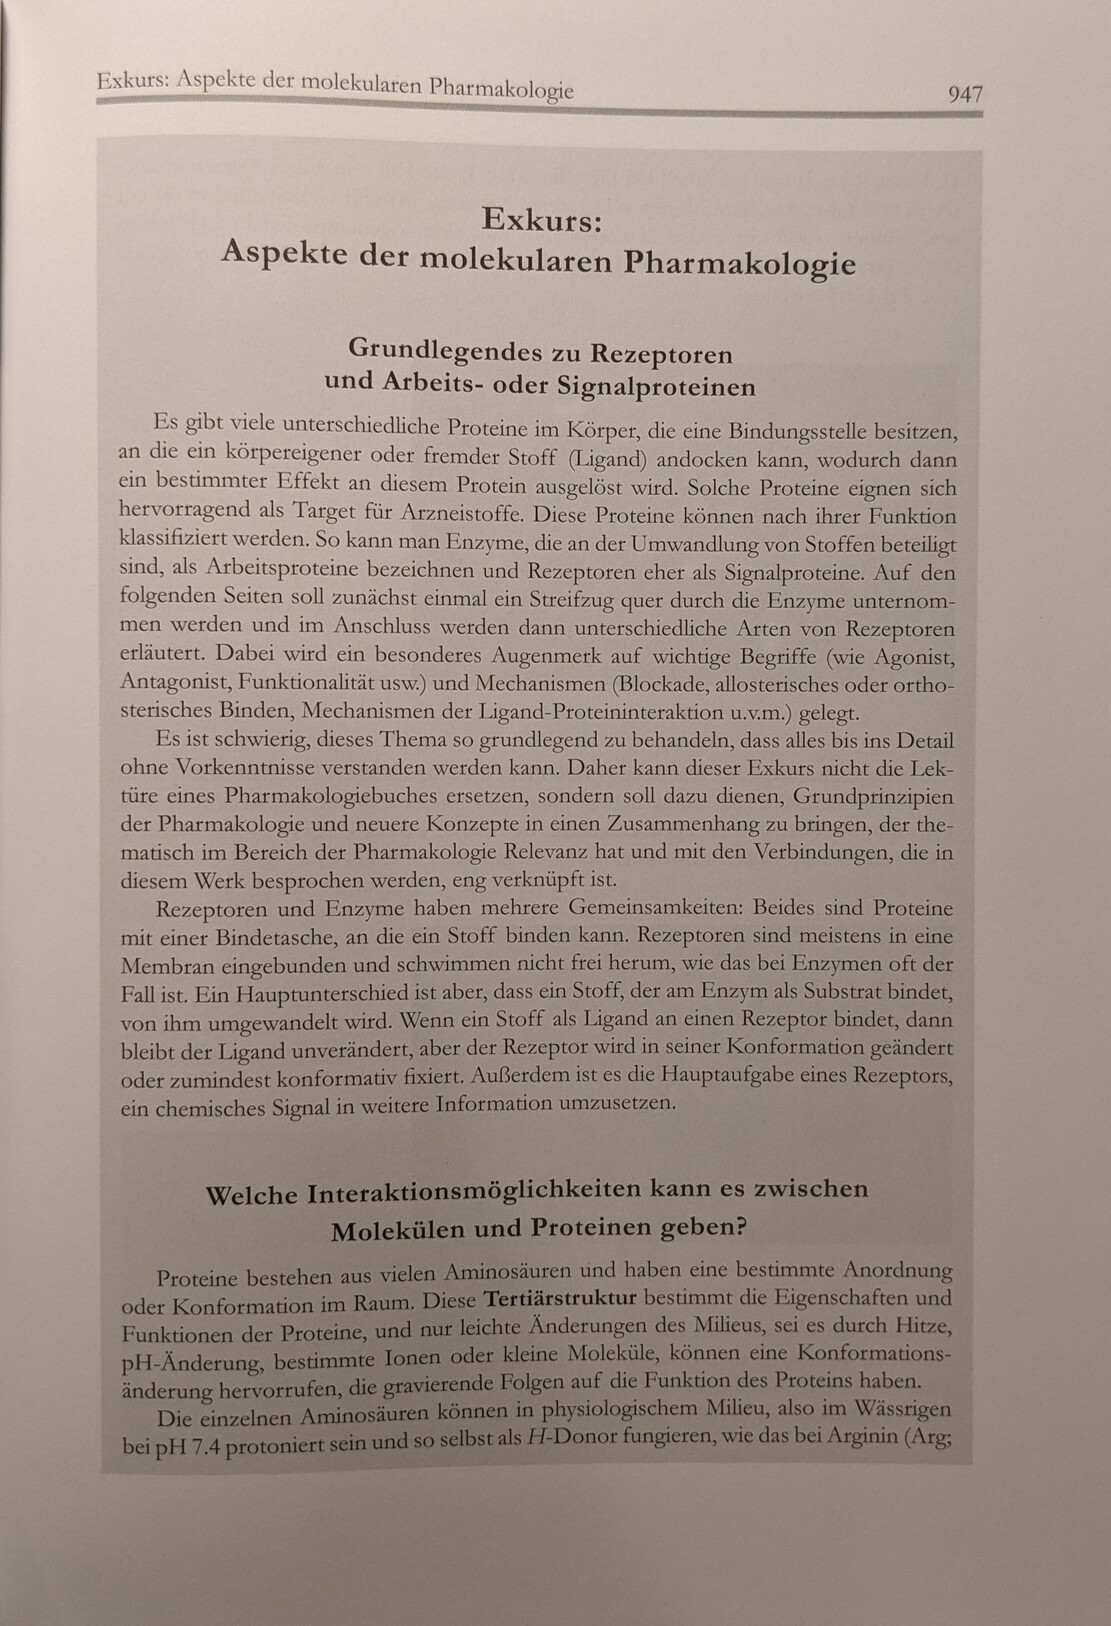 Exkurs: Aspekte der molekularen Pharmakologie
947
Exkurs:
Aspekte der molekularen Pharmakologie
Grundlegendes zu Rezeptoren
und Arbeits- oder Signalproteinen
Es gibt viele unterschiedliche Proteine im Körper, die eine Bindungsstelle besitzen,
an die ein körpereigener oder fremder Stoff (Ligand) andocken kann, wodurch dann
ein bestimmter Effekt an diesem Protein ausgelöst wird. Solche Proteine eignen sich
hervorragend als Target für Arzneistoffe. Diese Proteine können nach ihrer Funktion
klassifiziert werden. So kann man Enzyme, die an der Umwandlung von Stoffen beteiligt
sind, als Arbeitsproteine bezeichnen und Rezeptoren eher als Signalproteine. Auf den
folgenden Seiten soll zunächst einmal ein Streifzug quer durch die Enzyme unternom-
men werden und im Anschluss werden dann unterschiedliche Arten von Rezeptoren
erläutert. Dabei wird ein besonderes Augenmerk auf wichtige Begriffe (wie Agonist,
Antagonist, Funktionalität usw.) und Mechanismen (Blockade, allosterisches oder ortho-
sterisches Binden, Mechanismen der Ligand-Proteininteraktion u.v.m.) gelegt.
Es ist schwierig, dieses Thema so grundlegend zu behandeln, dass alles bis ins Detail
ohne Vorkenntnisse verstanden werden kann. Daher kann dieser Exkurs nicht die Lek-
türe eines Pharmakologiebuches ersetzen, sondern soll dazu dienen, Grundprinzipien
der Pharmakologie und neuere Konzepte in einen Zusammenhang zu bringen, der the-
matisch im Bereich der Pharmakologie Relevanz hat und mit den Verbindungen, die in
diesem Werk besprochen werden, eng verknüpft ist.
Rezeptoren und Enzyme haben mehrere Gemeinsamkeiten: Beides sind Proteine
mit einer Bindetasche, an die ein Stoff binden kann. Rezeptoren sind meistens in eine
Membran eingebunden und schwimmen nicht frei herum, wie das bei Enzymen oft der
Fall ist. Ein Hauptunterschied ist aber, dass ein Stoff, der am Enzym als Substrat bindet,
von ihm umgewandelt wird. Wenn ein Stoff als Ligand an einen Rezeptor bindet, dann
bleibt der Ligand unverändert, aber der Rezeptor wird in seiner Konformation geändert
oder zumindest konformativ fixiert. Außerdem ist es die Hauptaufgabe eines Rezeptors,
ein chemisches Signal in weitere Information umzusetzen.
Welche Interaktionsmöglichkeiten kann es zwischen
Molekülen und Proteinen geben?
Proteine bestehen aus vielen Aminosäuren und haben eine bestimmte Anordnung
oder Konformation im Raum. Diese Tertiärstruktur bestimmt die Eigenschaften und
Funktionen der Proteine, und nur leichte Änderungen des Milieus, sei es durch Hitze,
pH-Änderung, bestimmte Ionen oder kleine Moleküle, können eine Konformations-
änderung hervorrufen, die gravierende Folgen auf die Funktion des Proteins haben.
Die einzelnen Aminosäuren können in physiologischem Milieu, also im Wässrigen
bei pH 7.4 protoniert sein und so selbst als H-Donor fungieren, wie das bei Arginin (Arg;